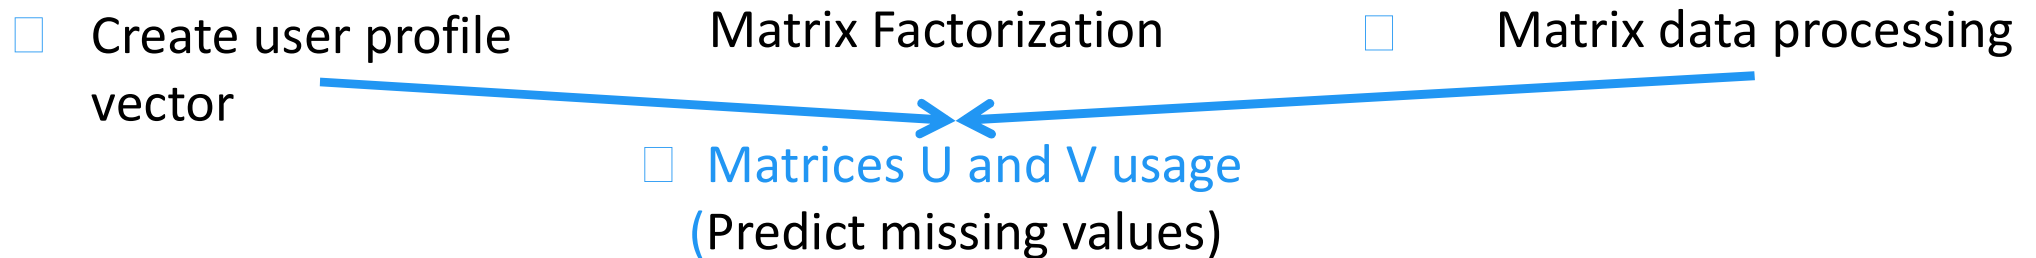 Create user profile
vector
Matrix Factorization
Matrix data processing
Matrices U and V usage
(Predict missing values)